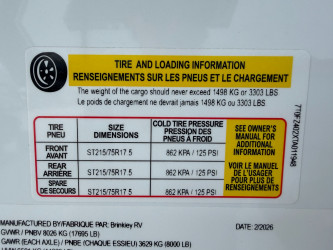 TIRE AND LOADING INFORMATION
RENSEIGNEMENTS SUR LES PNEUS ET LE CHARGEMENT
The weight of the cargo should never exceed 1498 KG or 3303 LBS
Le poids de chargement ne devrait jamais 1498 KG ou 3303 LBS
TIRE
PNEU
SIZE
DIMENSIONS
COLD TIRE PRESSURE
PRESSION DES
PNEUS À FROID
SEE OWNER'S
MANUAL FOR
ADDITIONAL
INFORMATION
VOIR LE MANUEL
DE L'USAGER
POUR PLUS DE
RENSEIGNEMENTS
FRONT
AVANT
ST215/75R17.5
862 KPA / 125 PSI
REAR
ARRIÈRE
ST215/75R17.5
862 KPA / 125 PSI
SPARE
DE SECOURS
ST215/75R17.5
862 KPA / 125 PSI
MANUFACTURED BY/FABRIQUE PAR: Brinkley RV
DATE: 2/2026
GVWR / PNBV 8026 KG (17695 LB)
GAWR (EACH AXLE) / PNBE (CHAQUE ESSIEU) 3629 KG (8000 LB)